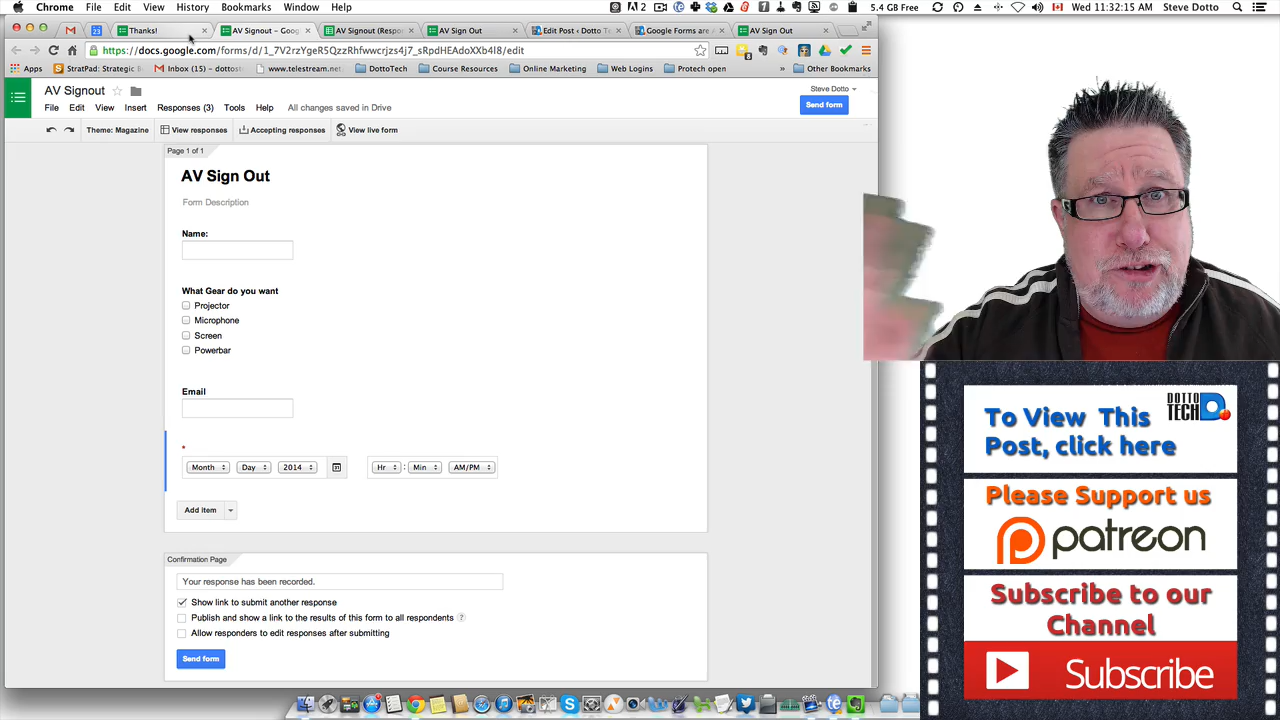 Chrome File Edit View History Bookmarks Window Help 5.4 GB Free 11:32:15 AM Steve Dotto
Thanks! AV Signout – Goog AV Signout (Respo AV Sign Out Edit Post ‹ Dotto Te Google Forms are AV Sign Out
https://docs.google.com/forms/d/1_7V2rzYgeR5QzzRhfwwcrjzs4j7_sRpdHEAdoXXb4I8/edit
Apps StratPad: Strategic B Inbox (15) – dottos www.telestream.net DottoTech Course Resources Online Marketing Web Logins Protech open » Other Bookmarks
AV Signout
Steve Dotto
File Edit View Insert Responses (3) Tools Help All changes saved in Drive
Send form
Theme: Magazine View responses Accepting responses View live form
Page 1 of 1
AV Sign Out
Form Description
Name:
What Gear do you want
Projector
Microphone
Screen
Powerbar
Email
*
Month Day 2014 Hr : Min AM/PM
Add item
Confirmation Page
Your response has been recorded.
Show link to submit another response
Publish and show a link to the results of this form to all respondents ?
Allow responders to edit responses after submitting
Send form
To View This
Post, click here
DOTTO
TECH
Please Support us
patreon
Subscribe to our
Channel
Subscribe